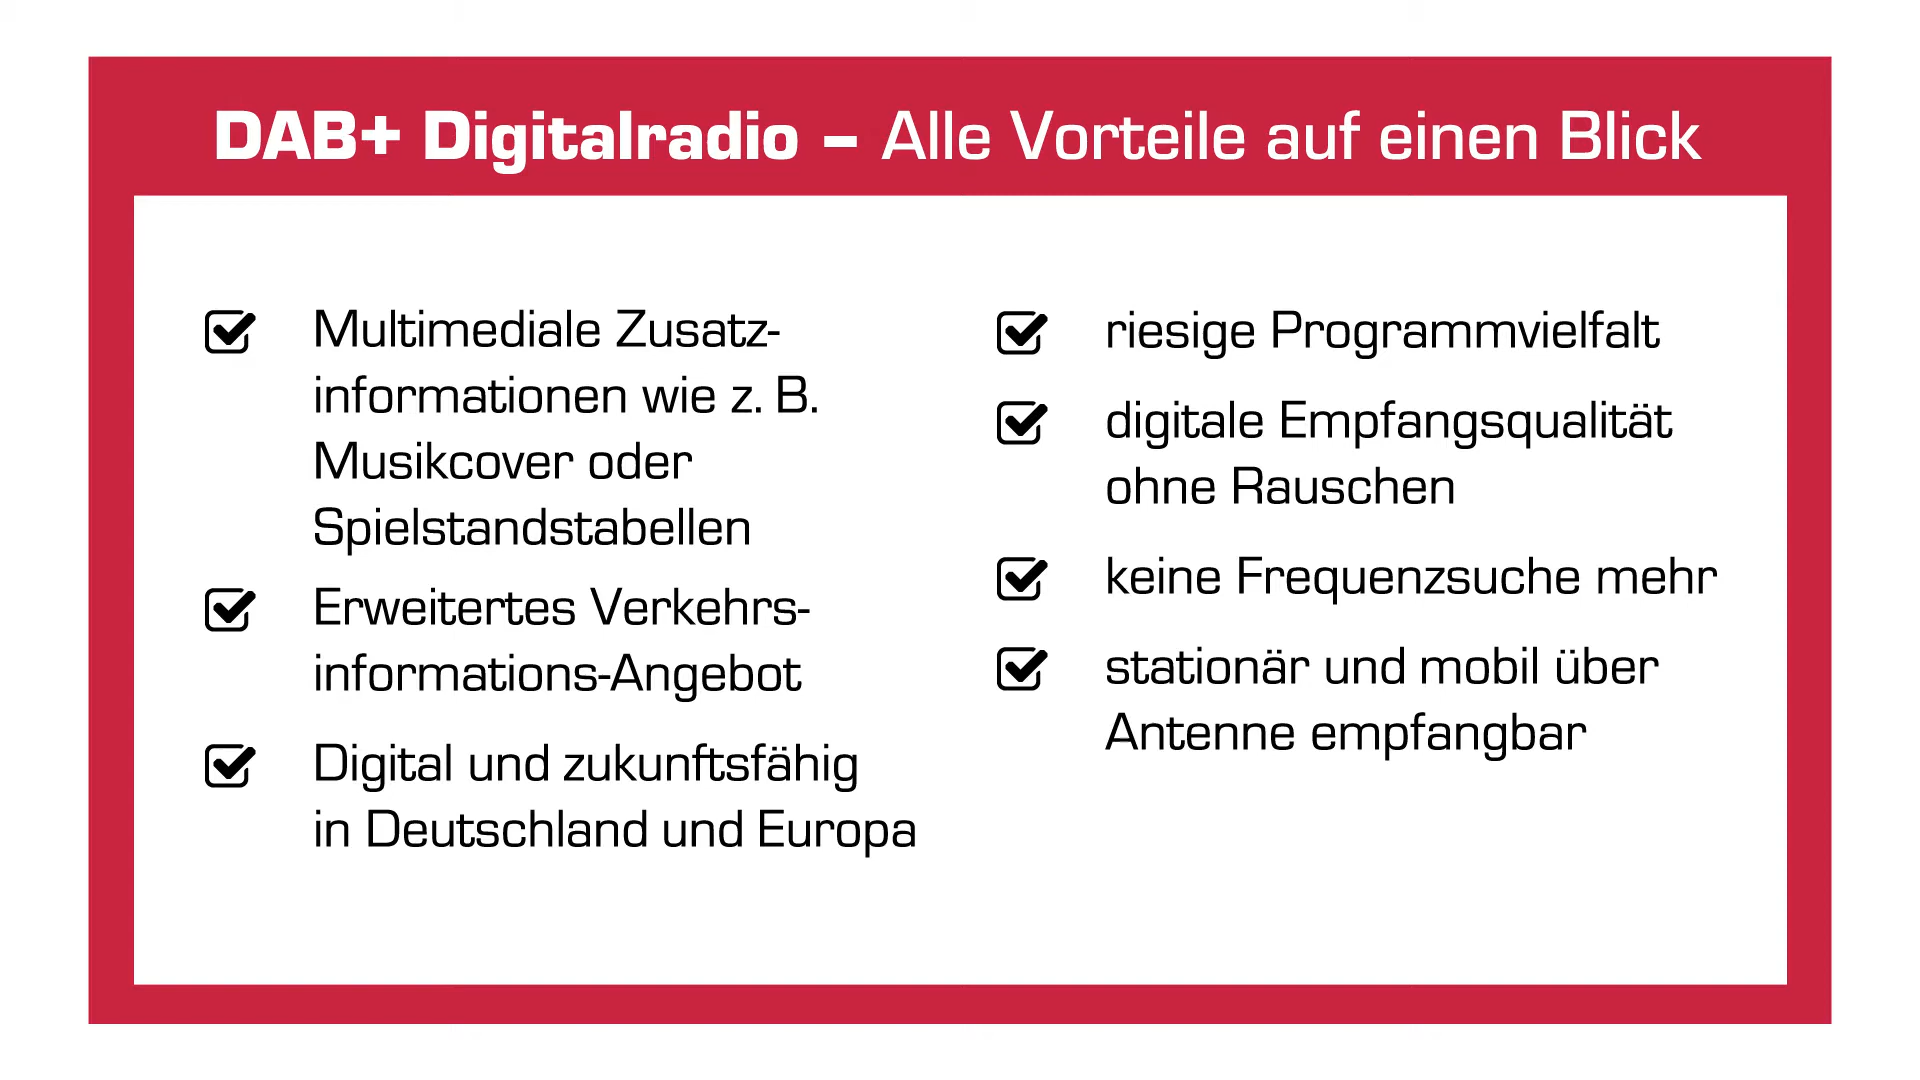 DAB+ Digitalradio – Alle Vorteile auf einen Blick
Multimediale Zusatz-
informationen wie z. B.
Musikcover oder
Spielstandstabellen
Erweitertes Verkehrs-
informations-Angebot
Digital und zukunftsfähig
in Deutschland und Europa
riesige Programmvielfalt
digitale Empfangsqualität
ohne Rauschen
keine Frequenzsuche mehr
stationär und mobil über
Antenne empfangbar